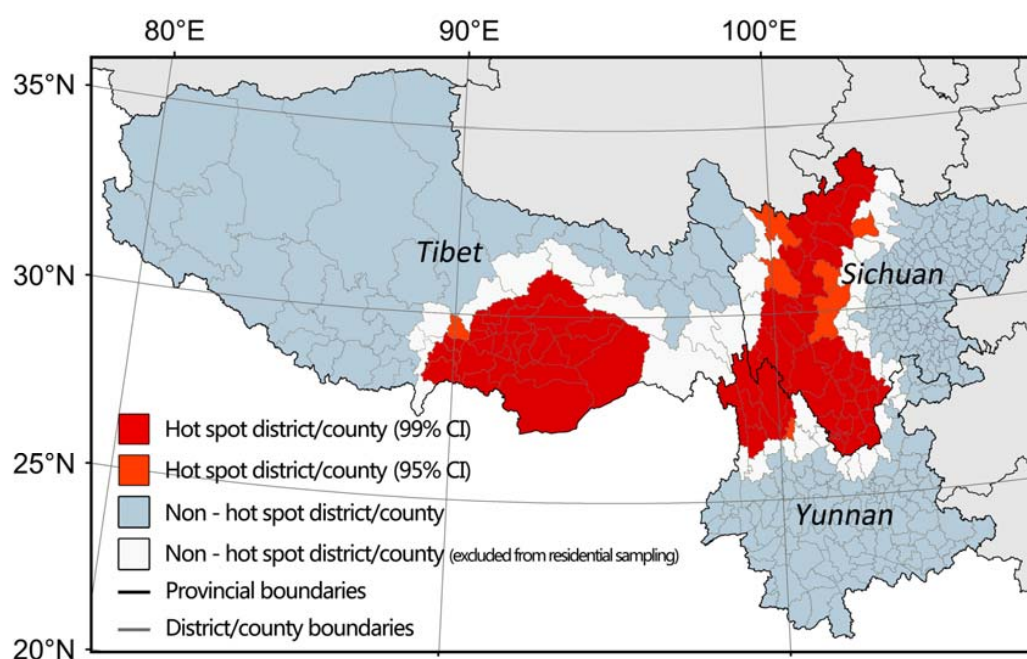 80°E
90°E
100°E
35°N
30°N
25°N
20°N
Tibet
Sichuan
Yunnan
Hot spot district/county (99% CI)
Hot spot district/county (95% CI)
Non - hot spot district/county
Non - hot spot district/county (excluded from residential sampling)
Provincial boundaries
District/county boundaries